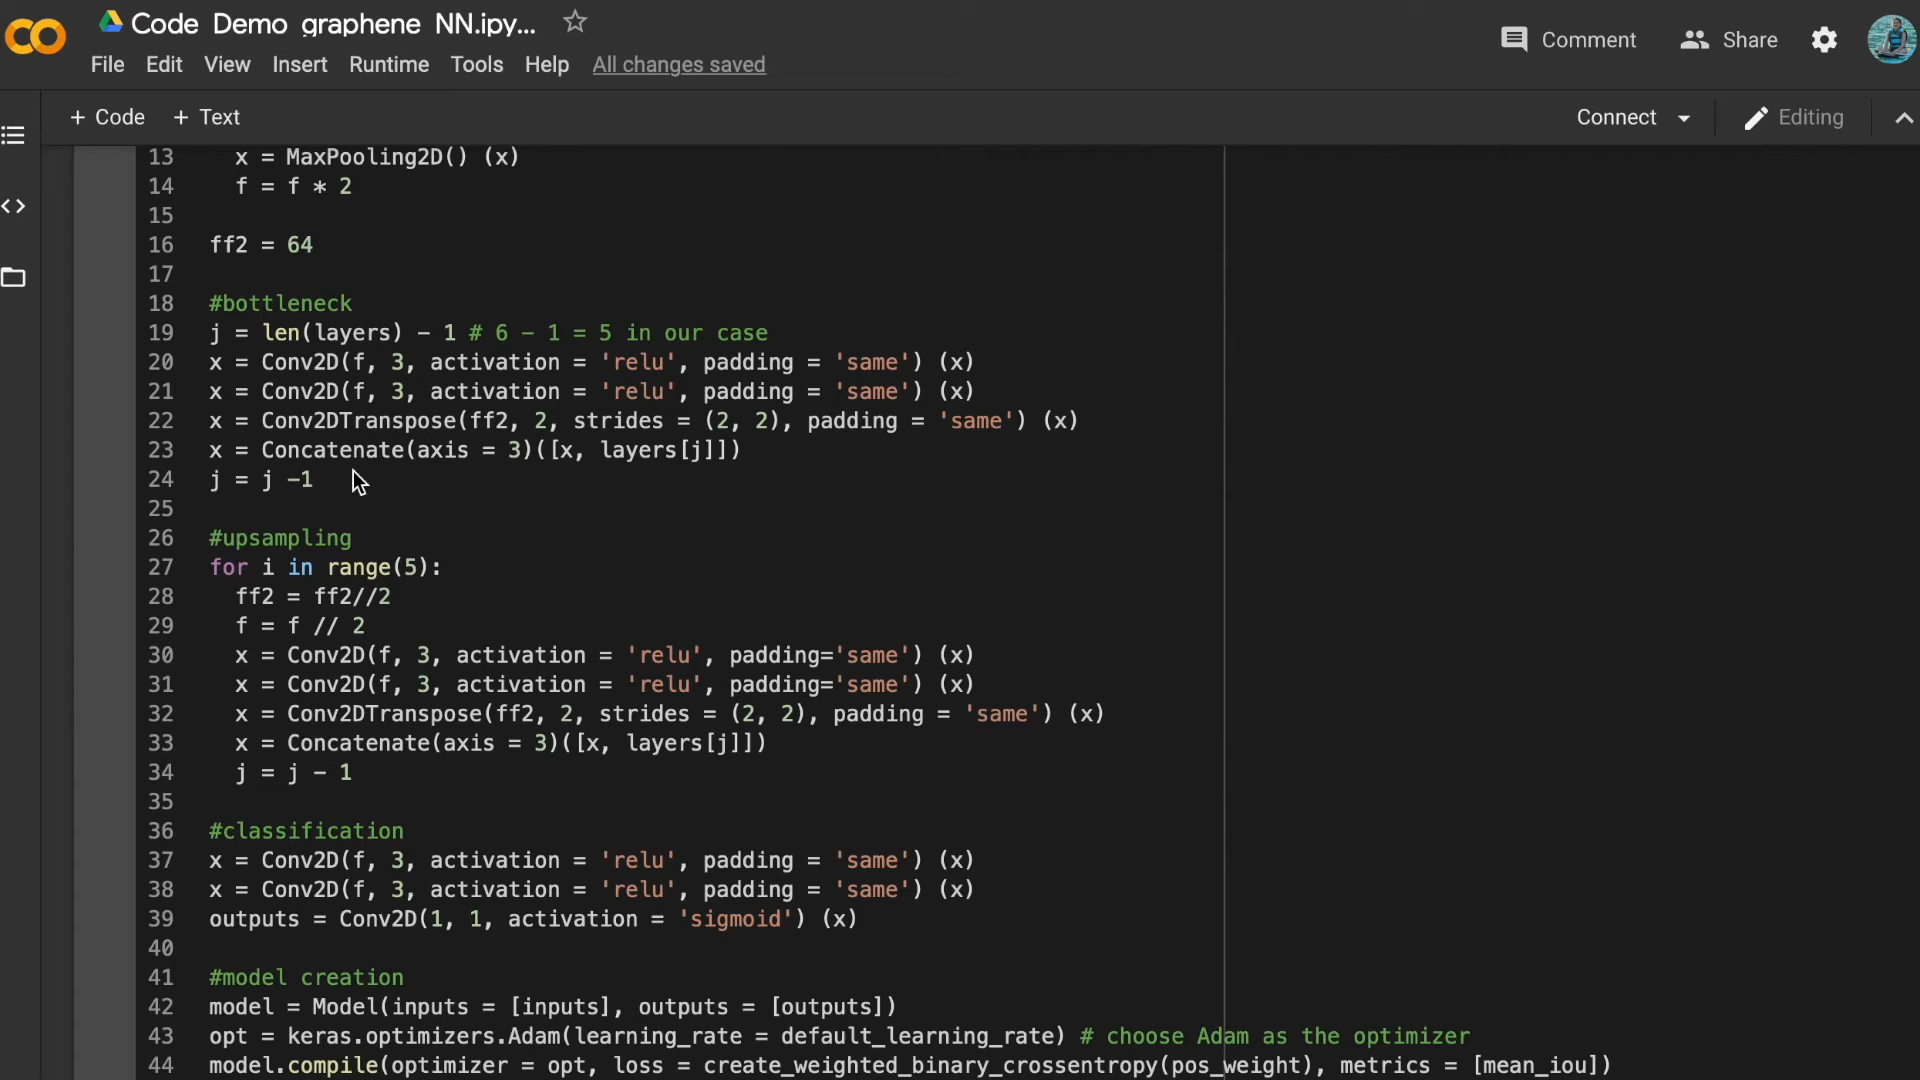 Code Demo graphene NN.ipy...
Comment
Share
File Edit View Insert Runtime Tools Help All changes saved
+ Code + Text
Connect
Editing
13 x = MaxPooling2D() (x)
14 f = f * 2
15
16 ff2 = 64
17
18 #bottleneck
19 j = len(layers) - 1 # 6 - 1 = 5 in our case
20 x = Conv2D(f, 3, activation = 'relu', padding = 'same') (x)
21 x = Conv2D(f, 3, activation = 'relu', padding = 'same') (x)
22 x = Conv2DTranspose(ff2, 2, strides = (2, 2), padding = 'same') (x)
23 x = Concatenate(axis = 3)([x, layers[j]])
24 j = j -1
25
26 #upsampling
27 for i in range(5):
28 ff2 = ff2//2
29 f = f // 2
30 x = Conv2D(f, 3, activation = 'relu', padding='same') (x)
31 x = Conv2D(f, 3, activation = 'relu', padding='same') (x)
32 x = Conv2DTranspose(ff2, 2, strides = (2, 2), padding = 'same') (x)
33 x = Concatenate(axis = 3)([x, layers[j]])
34 j = j - 1
35
36 #classification
37 x = Conv2D(f, 3, activation = 'relu', padding = 'same') (x)
38 x = Conv2D(f, 3, activation = 'relu', padding = 'same') (x)
39 outputs = Conv2D(1, 1, activation = 'sigmoid') (x)
40
41 #model creation
42 model = Model(inputs = [inputs], outputs = [outputs])
43 opt = keras.optimizers.Adam(learning_rate = default_learning_rate) # choose Adam as the optimizer
44 model.compile(optimizer = opt, loss = create_weighted_binary_crossentropy(pos_weight), metrics = [mean_iou])